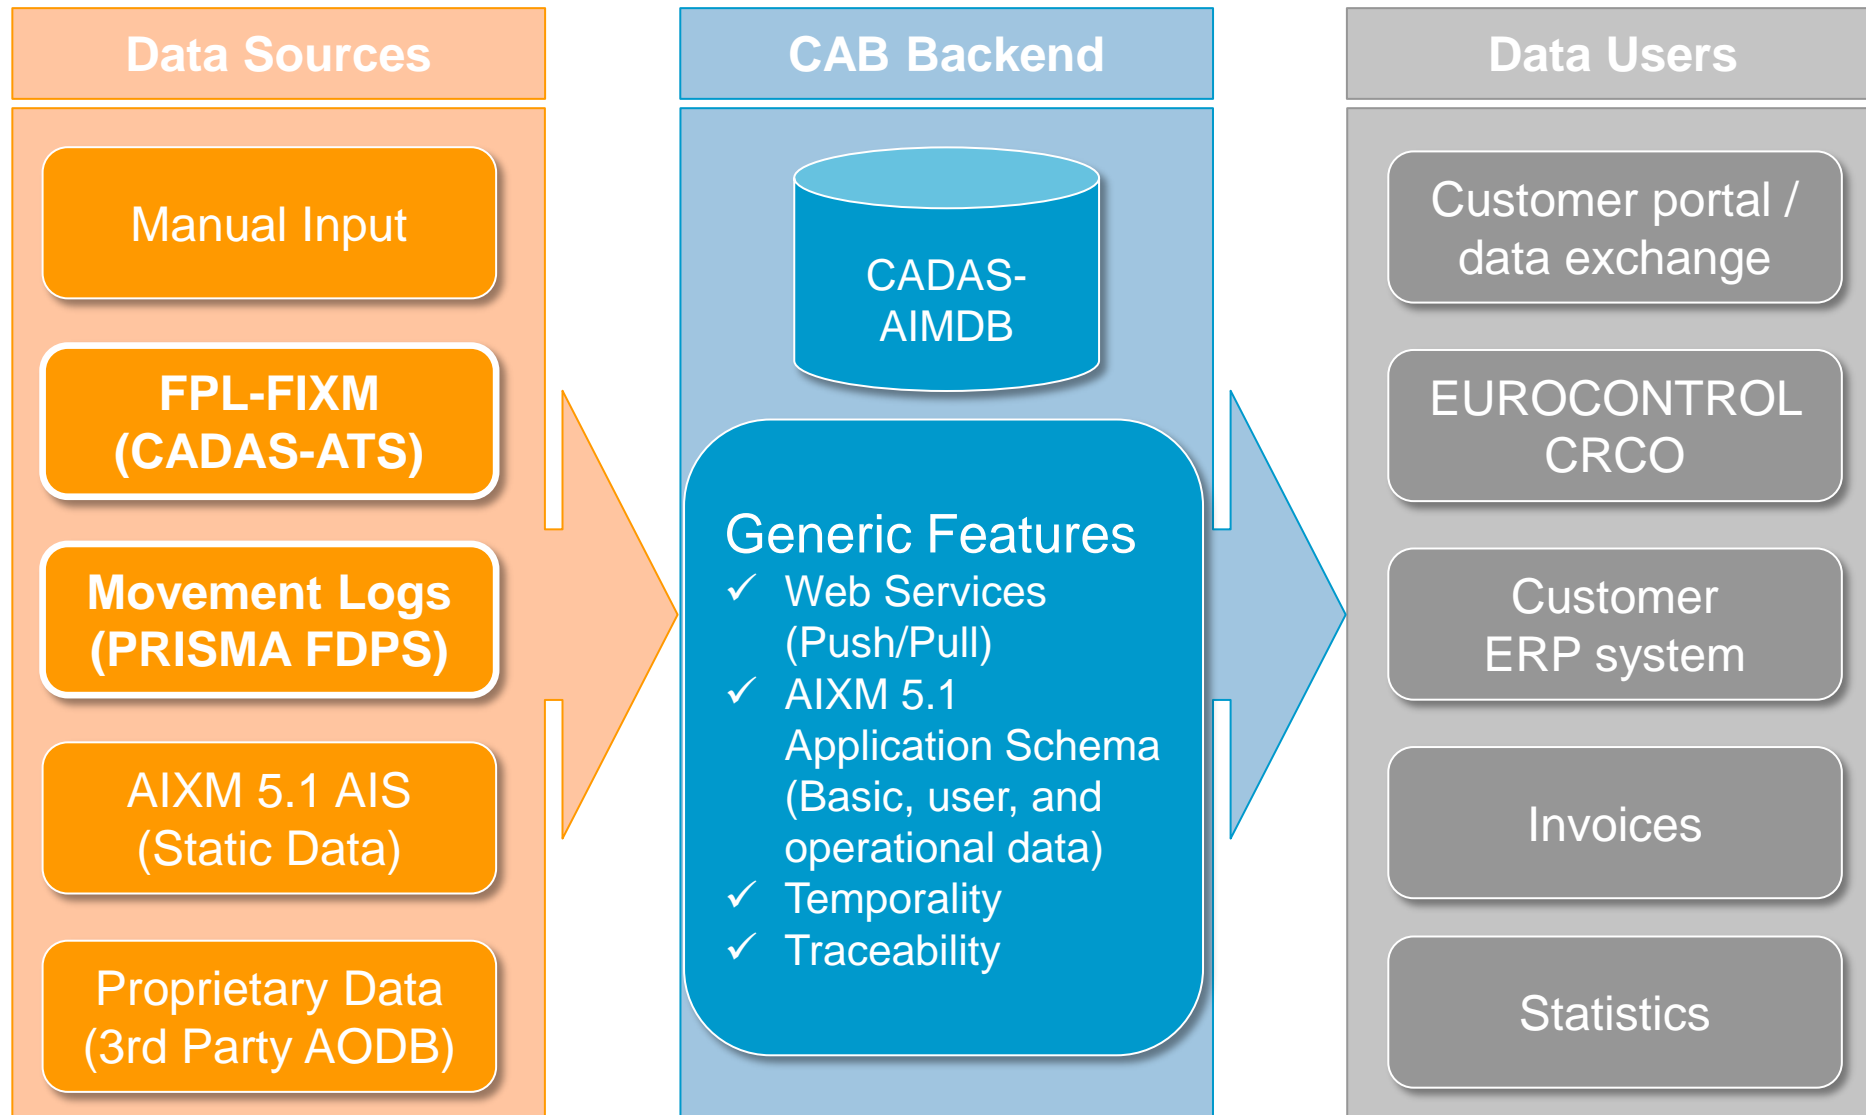 Data Sources
Manual Input
FPL-FIXM
(CADAS-ATS)
Movement Logs
(PRISMA FDPS)
AIXM 5.1 AIS
(Static Data)
Proprietary Data
(3rd Party AODB)
CAB Backend
CADAS-
AIMDB
Generic Features
✓ Web Services
(Push/Pull)
✓ AIXM 5.1
Application Schema
(Basic, user, and
operational data)
✓ Temporality
✓ Traceability
Data Users
Customer portal /
data exchange
EUROCONTROL
CRCO
Customer
ERP system
Invoices
Statistics